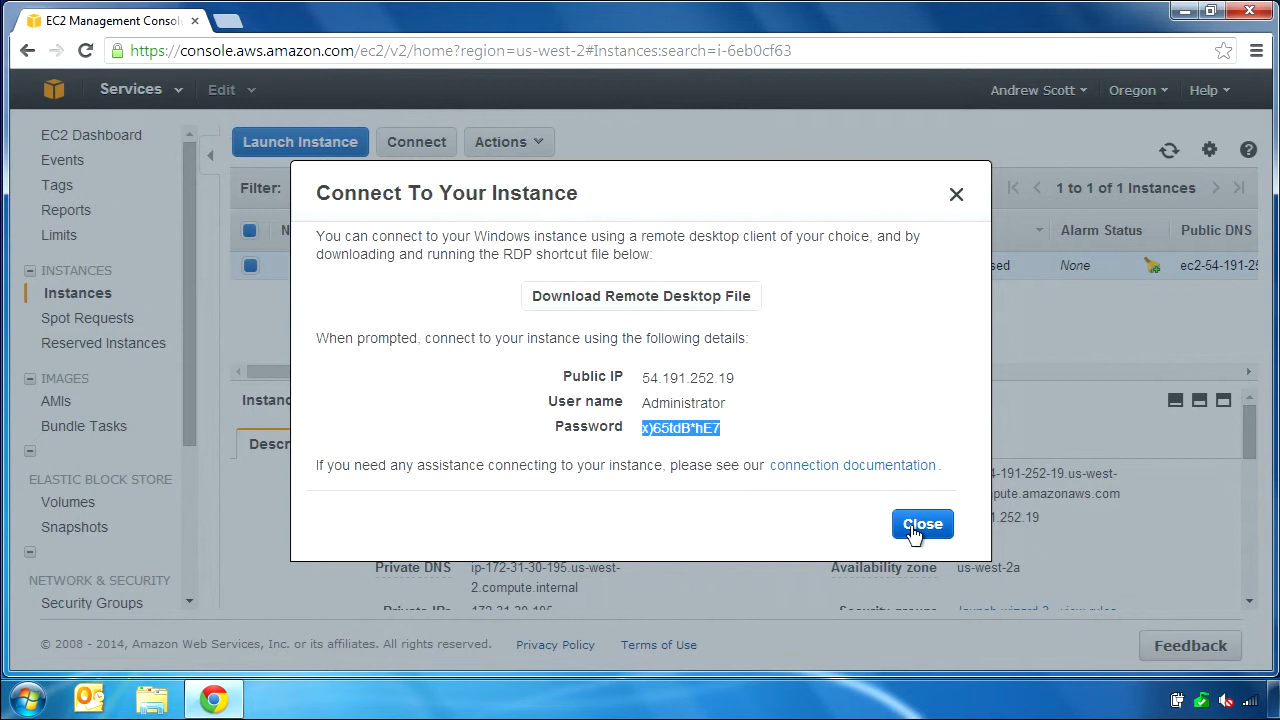 EC2 Management Consol
https://console.aws.amazon.com/ec2/v2/home?region=us-west-2#Instances:search=i-6eb0cf63
Services Edit Andrew Scott Oregon Help
EC2 Dashboard
Events
Tags
Reports
Limits
INSTANCES
Instances
Spot Requests
Reserved Instances
IMAGES
AMIs
Bundle Tasks
ELASTIC BLOCK STORE
Volumes
Snapshots
NETWORK & SECURITY
Security Groups
Launch Instance Connect Actions
Filter: 1 to 1 of 1 Instances
N Alarm Status Public DNS
sed None ec2-54-191-25
Connect To Your Instance
You can connect to your Windows instance using a remote desktop client of your choice, and by
downloading and running the RDP shortcut file below:
Download Remote Desktop File
When prompted, connect to your instance using the following details:
Public IP 54.191.252.19
User name Administrator
Password x)65tdB*hE7
If you need any assistance connecting to your instance, please see our connection documentation.
Close
Instanc
Descr
4-191-252-19.us-west-
pute.amazonaws.com
1.252.19
Private DNS ip-172-31-30-195.us-west-
2.compute.internal
Availability zone us-west-2a
Private IPs 172-31-30-195
Security groups launch-wizard-3 view rules
© 2008 - 2014, Amazon Web Services, Inc. or its affiliates. All rights reserved. Privacy Policy Terms of Use Feedback